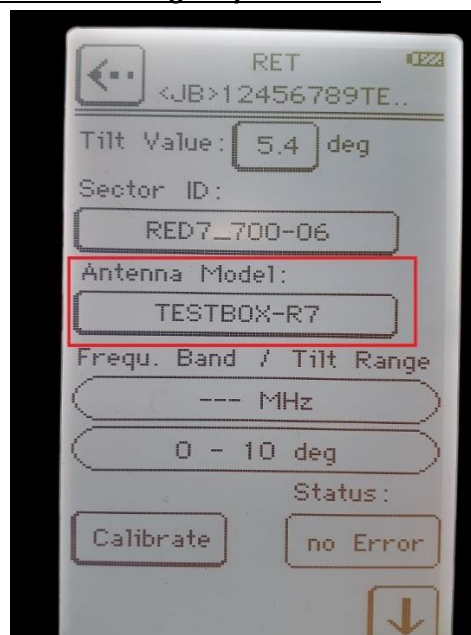 RET
<JB>12456789TE..
Tilt Value: 5.4 deg
Sector ID:
RED7_700-06
Antenna Model:
TESTBOX-R7
Frequ. Band / Tilt Range
--- MHz
0 - 10 deg
Status:
Calibrate no Error